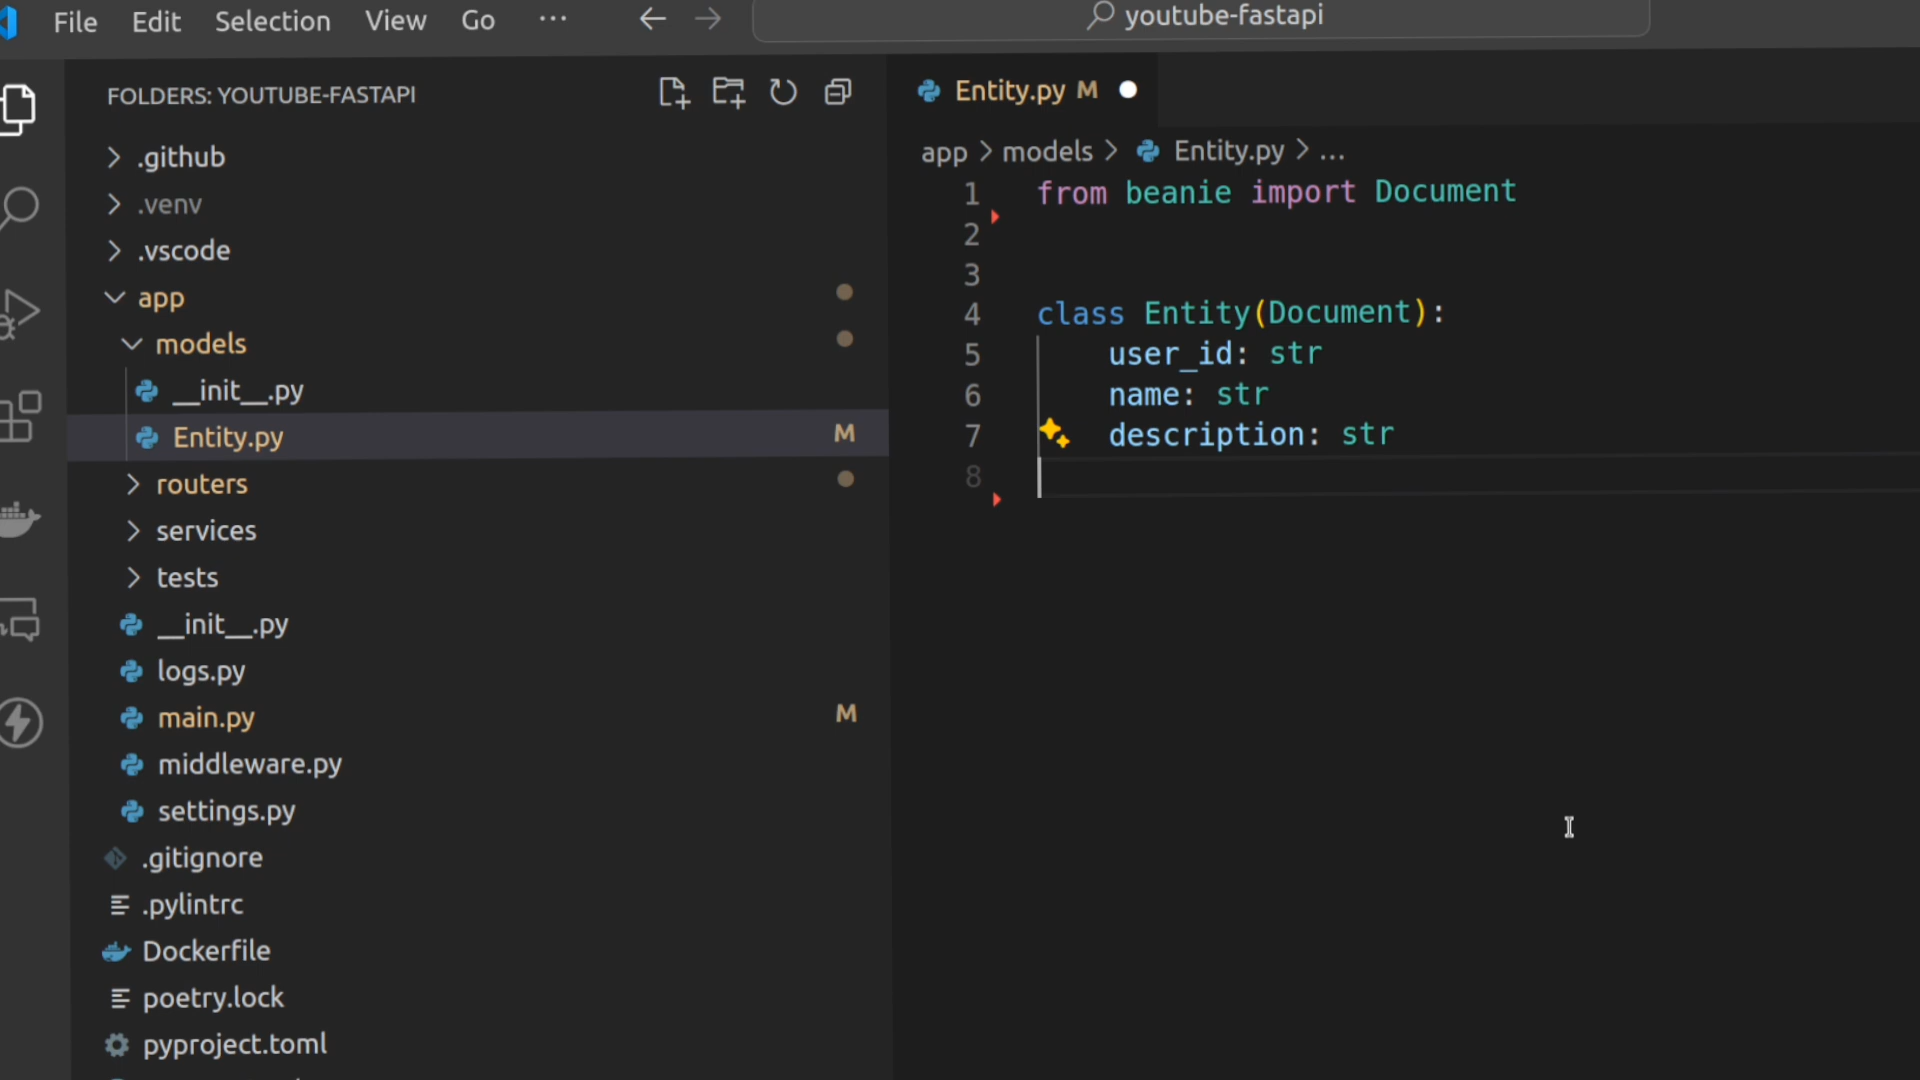 File Edit Selection View Go ...
youtube-fastapi
FOLDERS: YOUTUBE-FASTAPI
.github
.venv
.vscode
app
models
__init__.py
Entity.py M
routers
services
tests
__init__.py
logs.py
main.py M
middleware.py
settings.py
.gitignore
.pylintrc
Dockerfile
poetry.lock
pyproject.toml
Entity.py M
app > models > Entity.py > ...
1 from beanie import Document
2
3
4 class Entity(Document):
5 user_id: str
6 name: str
7 description: str
8